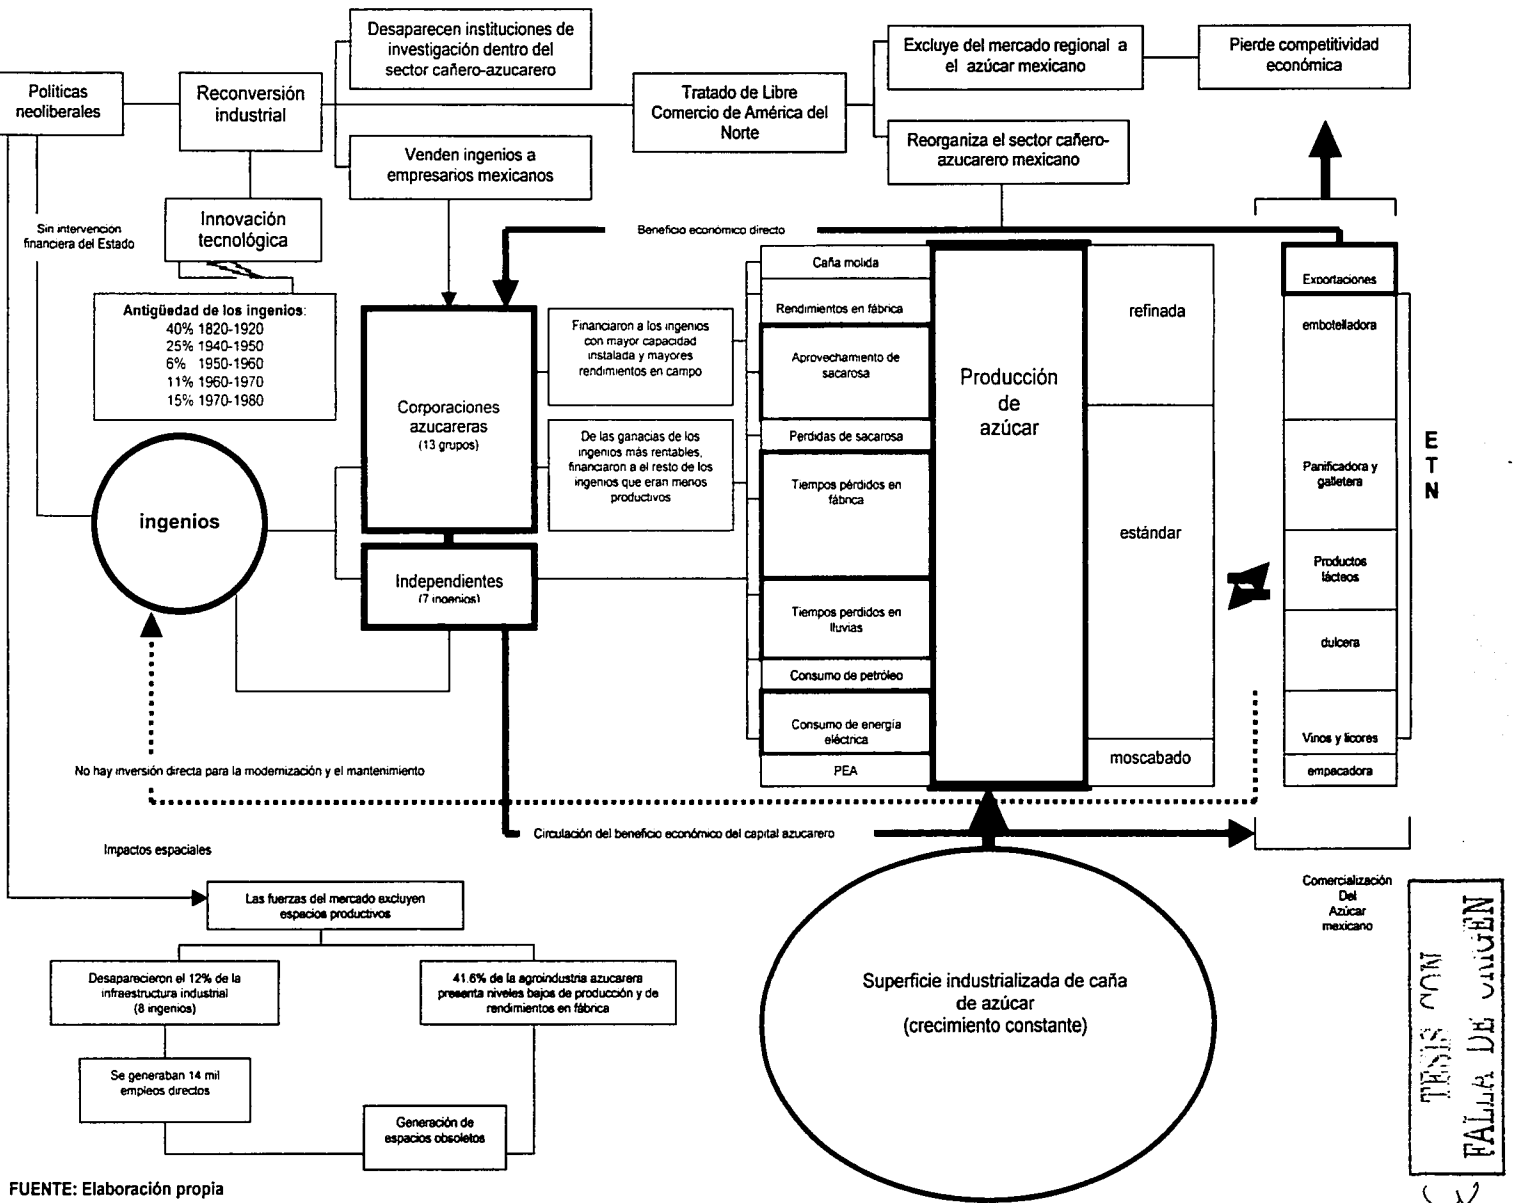 Desaparecen instituciones de
investigación dentro del
sector cañero-azucarero
Excluye del mercado regional a
el azúcar mexicano
Pierde competitividad
económica
Políticas
neoliberales
Reconversión
industrial
Tratado de Libre
Comercio de América del
Norte
Venden ingenios a
empresarios mexicanos
Reorganiza el sector cañero-
azucarero mexicano
Sin intervención
financiera del Estado
Innovación
tecnológica
Beneficio económico directo
Antigüedad de los ingenios:
40% 1820-1920
25% 1940-1950
6% 1950-1960
11% 1960-1970
15% 1970-1980
Corporaciones
azucareras
(13 grupos)
Financiaron a los ingenios
con mayor capacidad
instalada y mayores
rendimientos en campo
De las ganacias de los
ingenios más rentables,
financiaron a el resto de los
ingenios que eran menos
productivos
ingenios
Independientes
(7 ingenios)
Caña molida
Rendimientos en fábrica
Aprovechamiento de
sacarosa
Perdidas de sacarosa
Tiempos pérdidos en
fábrica
Tiempos perdidos en
lluvias
Consumo de petróleo
Consumo de energía
eléctrica
PEA
Producción
de
azúcar
refinada
estándar
moscabado
Exportaciones
embotelladora
Panificadora y
galletera
Productos
lácteos
dulcera
Vinos y licores
empacadora
E
T
N
No hay inversión directa para la modernización y el mantenimiento
Circulación del beneficio económico del capital azucarero
Impactos espaciales
Las fuerzas del mercado excluyen
espacios productivos
Desaparecieron el 12% de la
infraestructura industrial
(8 ingenios)
41.6% de la agroindustria azucarera
presenta niveles bajos de producción y de
rendimientos en fábrica
Se generaban 14 mil
empleos directos
Generación de
espacios obsoletos
Superficie industrializada de caña
de azúcar
(crecimiento constante)
Comercialización
Del
Azúcar
mexicano
TESIS CON
FALLA DE ORIGEN
FUENTE: Elaboración propia